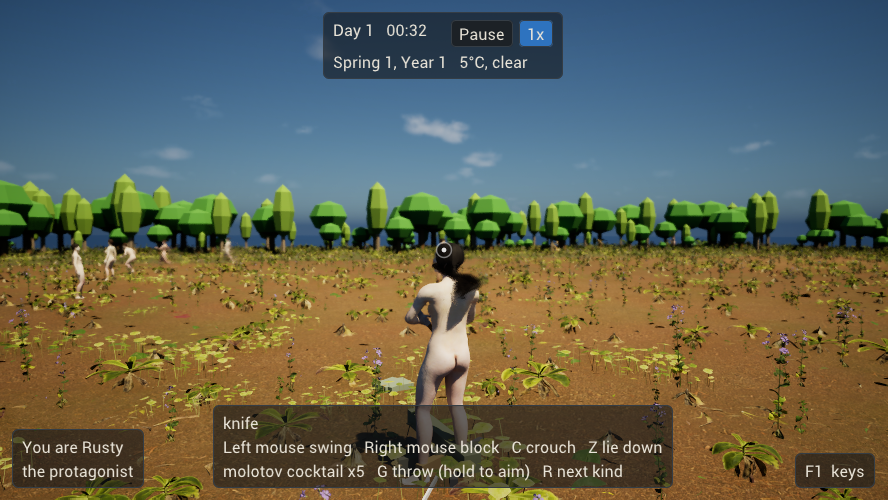 Day 1 00:32 Pause 1x
Spring 1, Year 1 5°C, clear
knife
Left mouse swing Right mouse block C crouch Z lie down
molotov cocktail x5 G throw (hold to aim) R next kind
You are Rusty
the protagonist
F1 keys